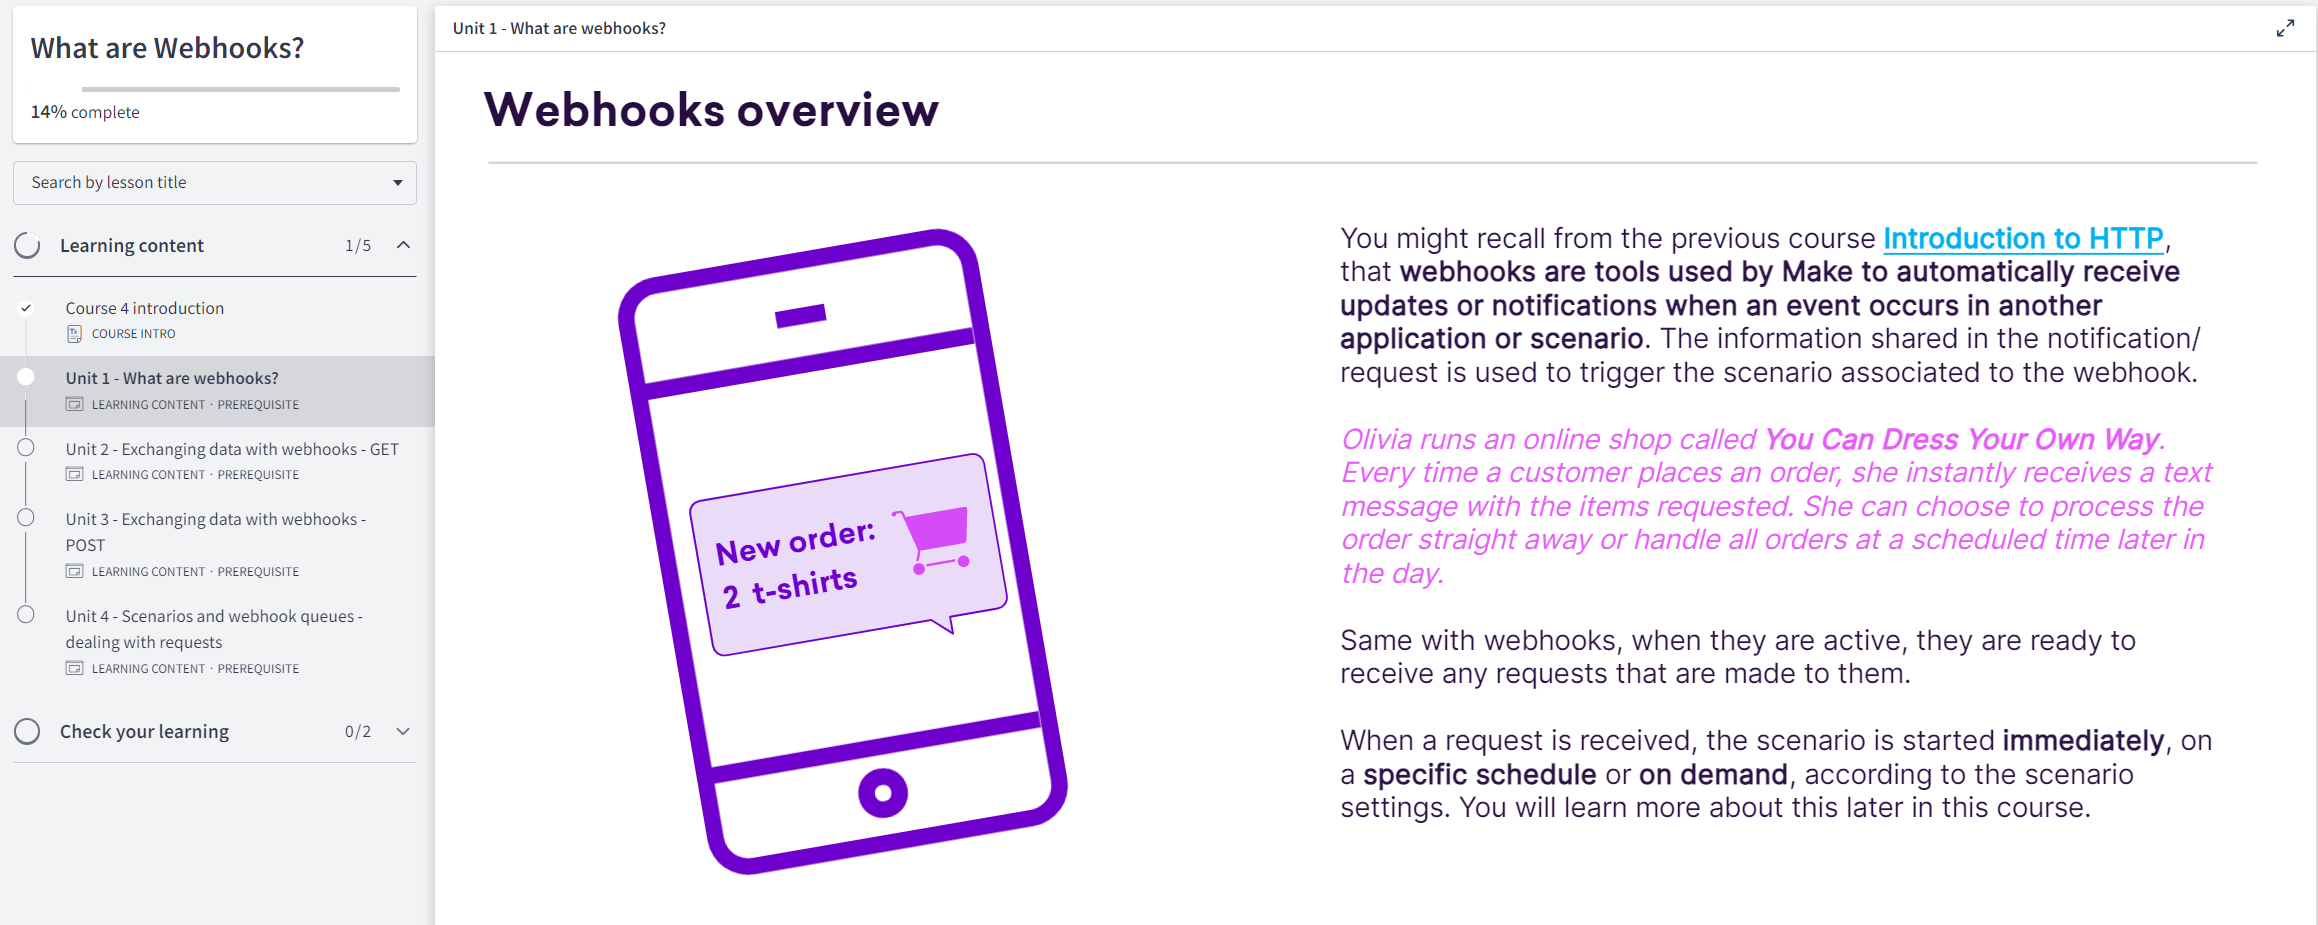 What are Webhooks?
14% complete
Search by lesson title
Learning content 1/5
Course 4 introduction
COURSE INTRO
Unit 1 - What are webhooks?
LEARNING CONTENT · PREREQUISITE
Unit 2 - Exchanging data with webhooks - GET
LEARNING CONTENT · PREREQUISITE
Unit 3 - Exchanging data with webhooks -
POST
LEARNING CONTENT · PREREQUISITE
Unit 4 - Scenarios and webhook queues -
dealing with requests
LEARNING CONTENT · PREREQUISITE
Check your learning 0/2
Unit 1 - What are webhooks?
Webhooks overview
New order:
2 t-shirts
You might recall from the previous course Introduction to HTTP,
that webhooks are tools used by Make to automatically receive
updates or notifications when an event occurs in another
application or scenario. The information shared in the notification/
request is used to trigger the scenario associated to the webhook.
Olivia runs an online shop called You Can Dress Your Own Way.
Every time a customer places an order, she instantly receives a text
message with the items requested. She can choose to process the
order straight away or handle all orders at a scheduled time later in
the day.
Same with webhooks, when they are active, they are ready to
receive any requests that are made to them.
When a request is received, the scenario is started immediately, on
a specific schedule or on demand, according to the scenario
settings. You will learn more about this later in this course.